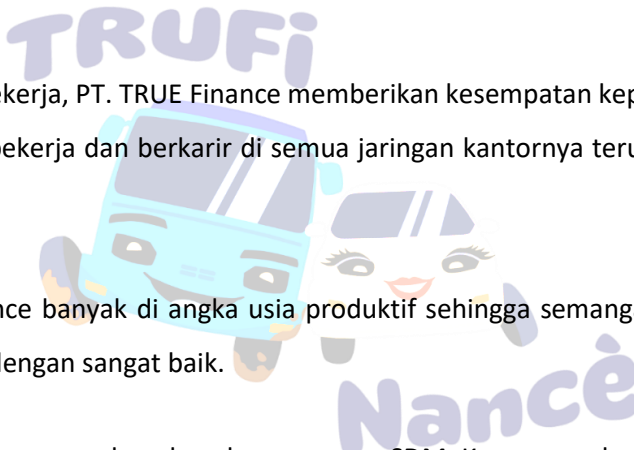 TRUFi
ekerja, PT. TRUE Finance memberikan kesempatan kep
bekerja dan berkarir di semua jaringan kantornya teru
nce banyak di angka usia produktif sehingga semanga
dengan sangat baik.
Nancè